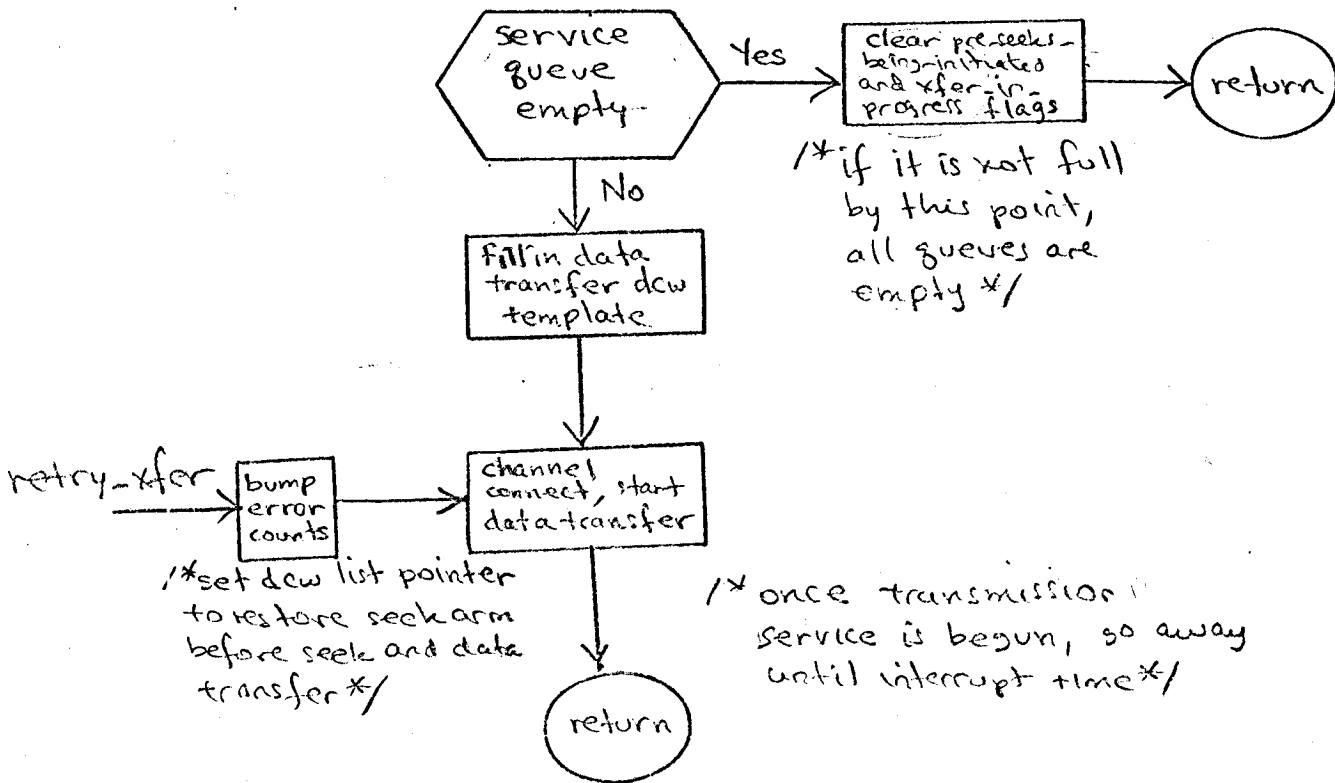 service
queue
empty
Yes
clear pre-seeks-
being-initiated
and xfer-in-
progress flags
return
/*if it is not full
by this point,
all queues are
empty */
No
fill in data
transfer dcw
template
retry-xfer
bump
error
counts
channel
connect, start
data transfer
/*set dcw list pointer
to restore seek arm
before seek and data
transfer*/
/* once transmission
service is begun, go away
until interrupt time*/
return